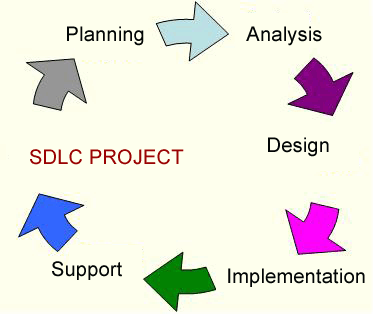 Planning
Analysis
Design
SDLC PROJECT
Support
Implementation